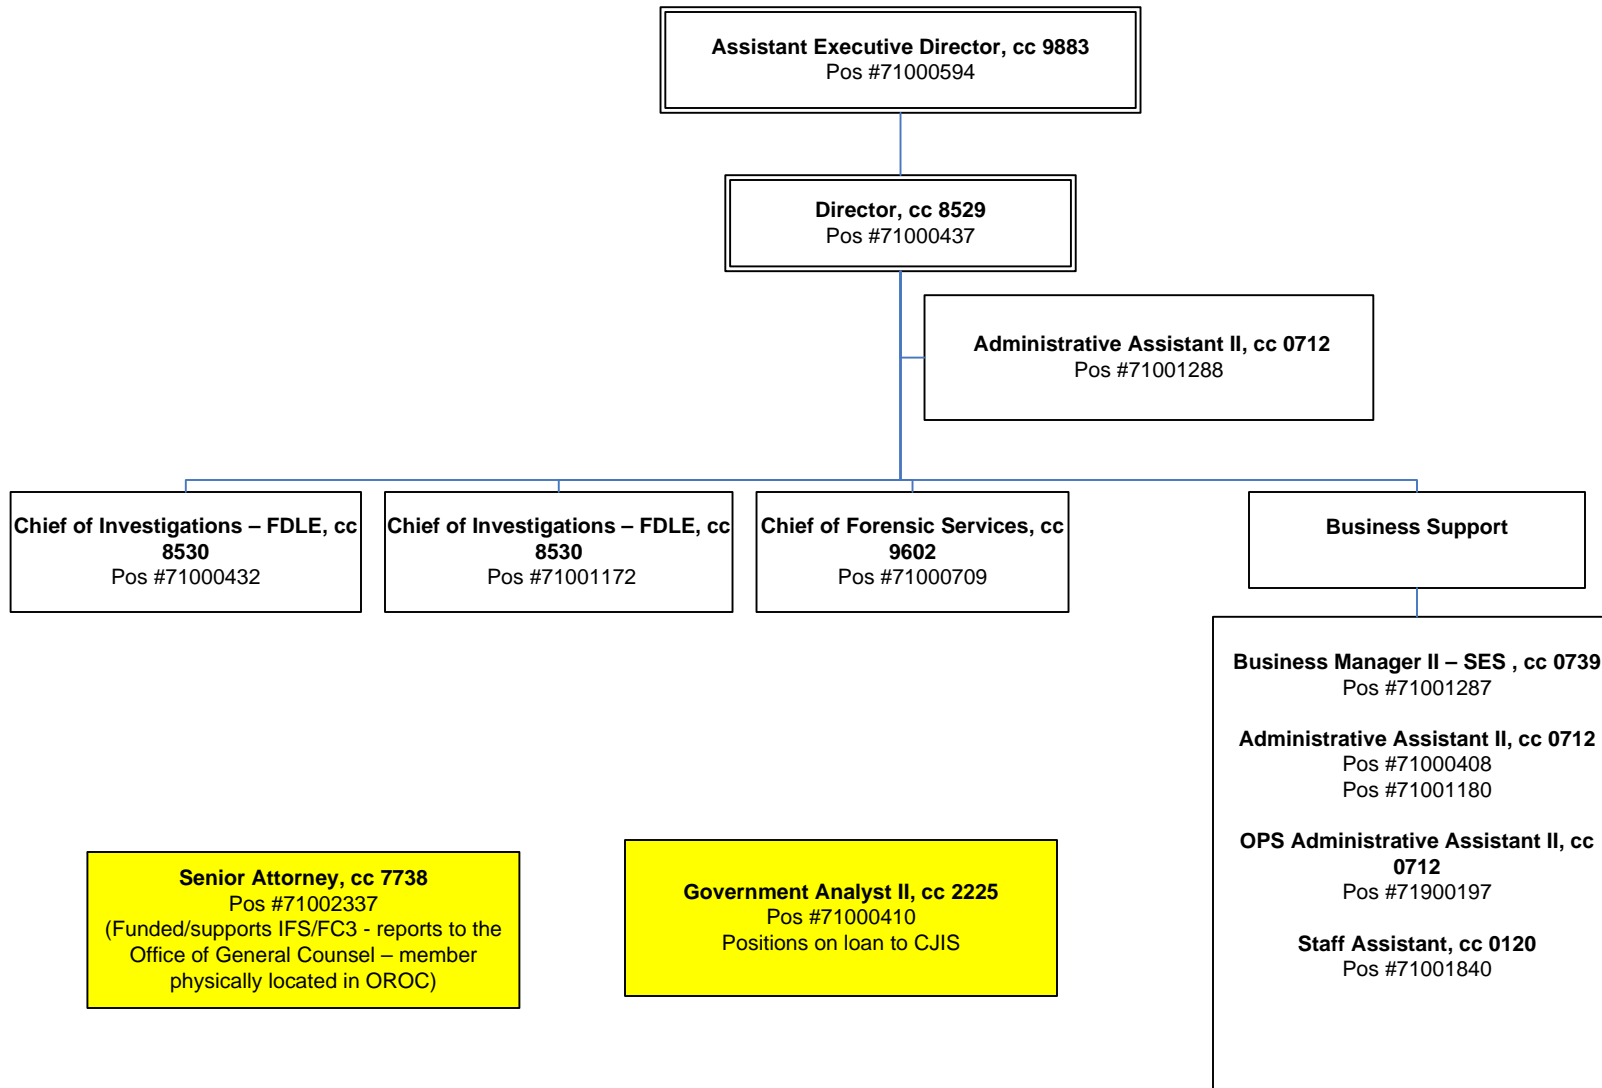 Assistant Executive Director, cc 9883
Pos #71000594
Director, cc 8529
Pos #71000437
Administrative Assistant II, cc 0712
Pos #71001288
Chief of Investigations – FDLE, cc
8530
Pos #71000432
Chief of Investigations – FDLE, cc
8530
Pos #71001172
Chief of Forensic Services, cc
9602
Pos #71000709
Business Support
Business Manager II – SES , cc 0739
Pos #71001287
Administrative Assistant II, cc 0712
Pos #71000408
Pos #71001180
OPS Administrative Assistant II, cc
0712
Pos #71900197
Staff Assistant, cc 0120
Pos #71001840
Senior Attorney, cc 7738
Pos #71002337
(Funded/supports IFS/FC3 - reports to the
Office of General Counsel – member
physically located in OROC)
Government Analyst II, cc 2225
Pos #71000410
Positions on loan to CJIS